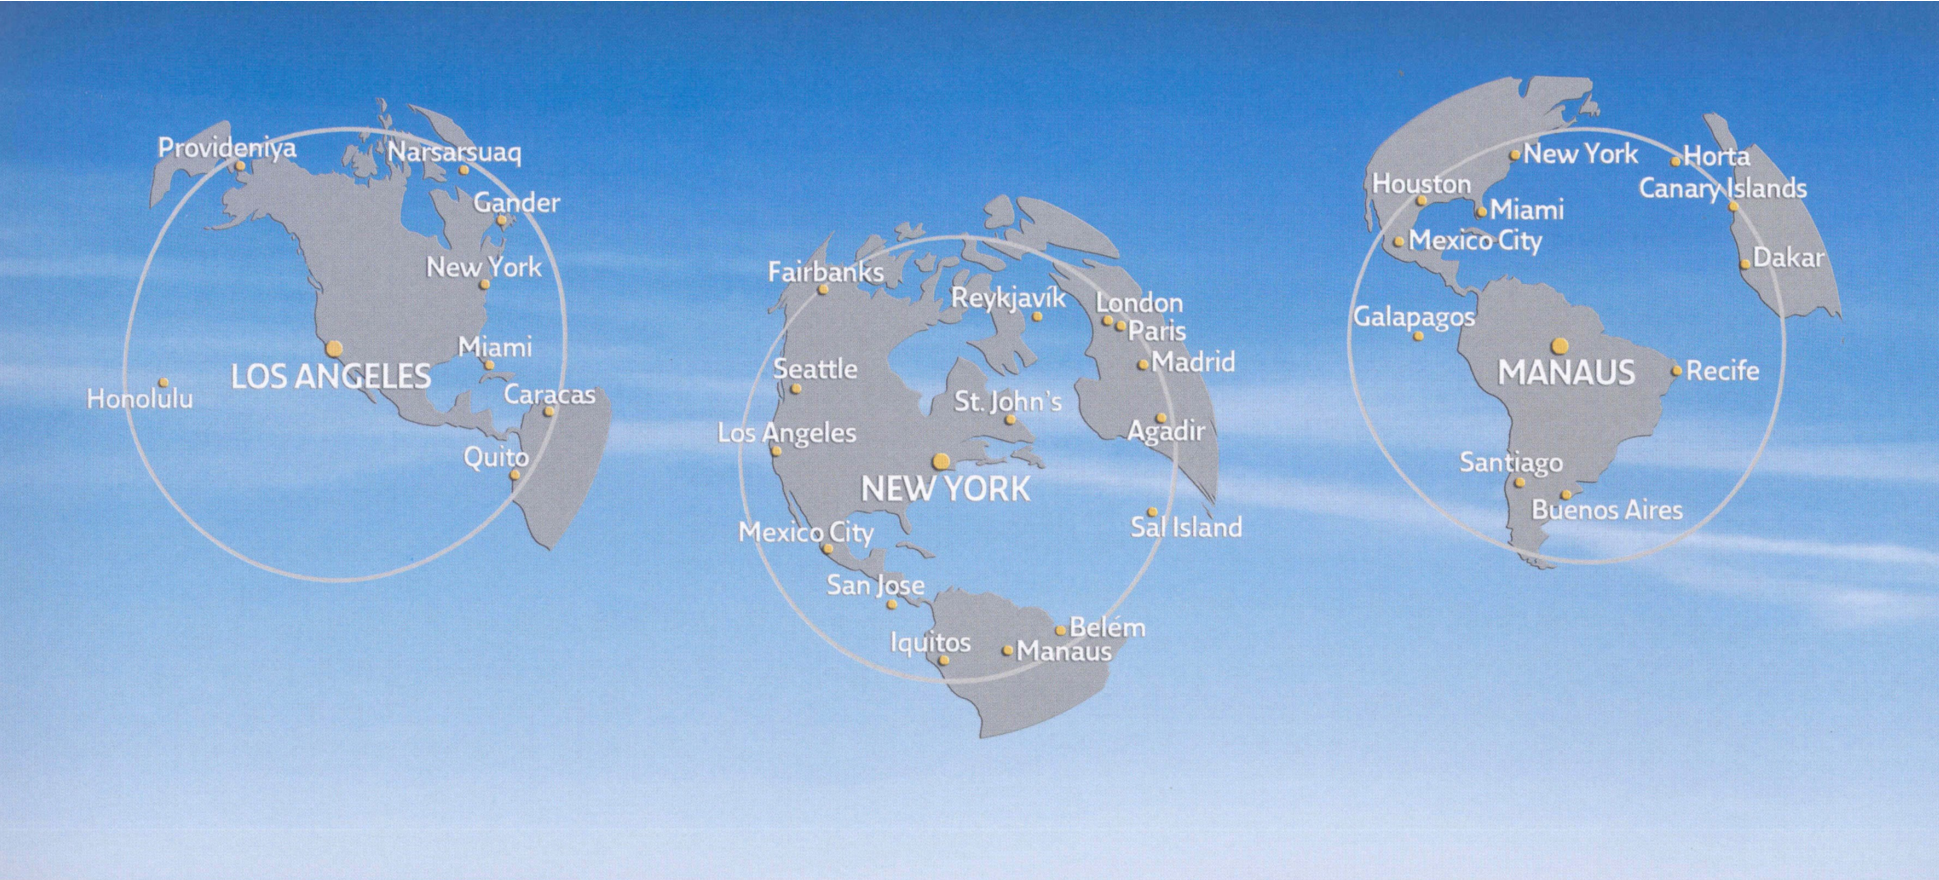 Provideniya
Narsarsuaq
Gander
New York
Miami
LOS ANGELES
Honolulu
Caracas
Quito
Fairbanks
Reykjavík
London
Paris
Madrid
Seattle
St. John's
Los Angeles
Agadir
NEW YORK
Sal Island
Mexico City
San Jose
Iquitos
Belém
Manaus
New York
Horta
Houston
Canary Islands
Miami
Mexico City
Dakar
Galapagos
MANAUS
Recife
Santiago
Buenos Aires